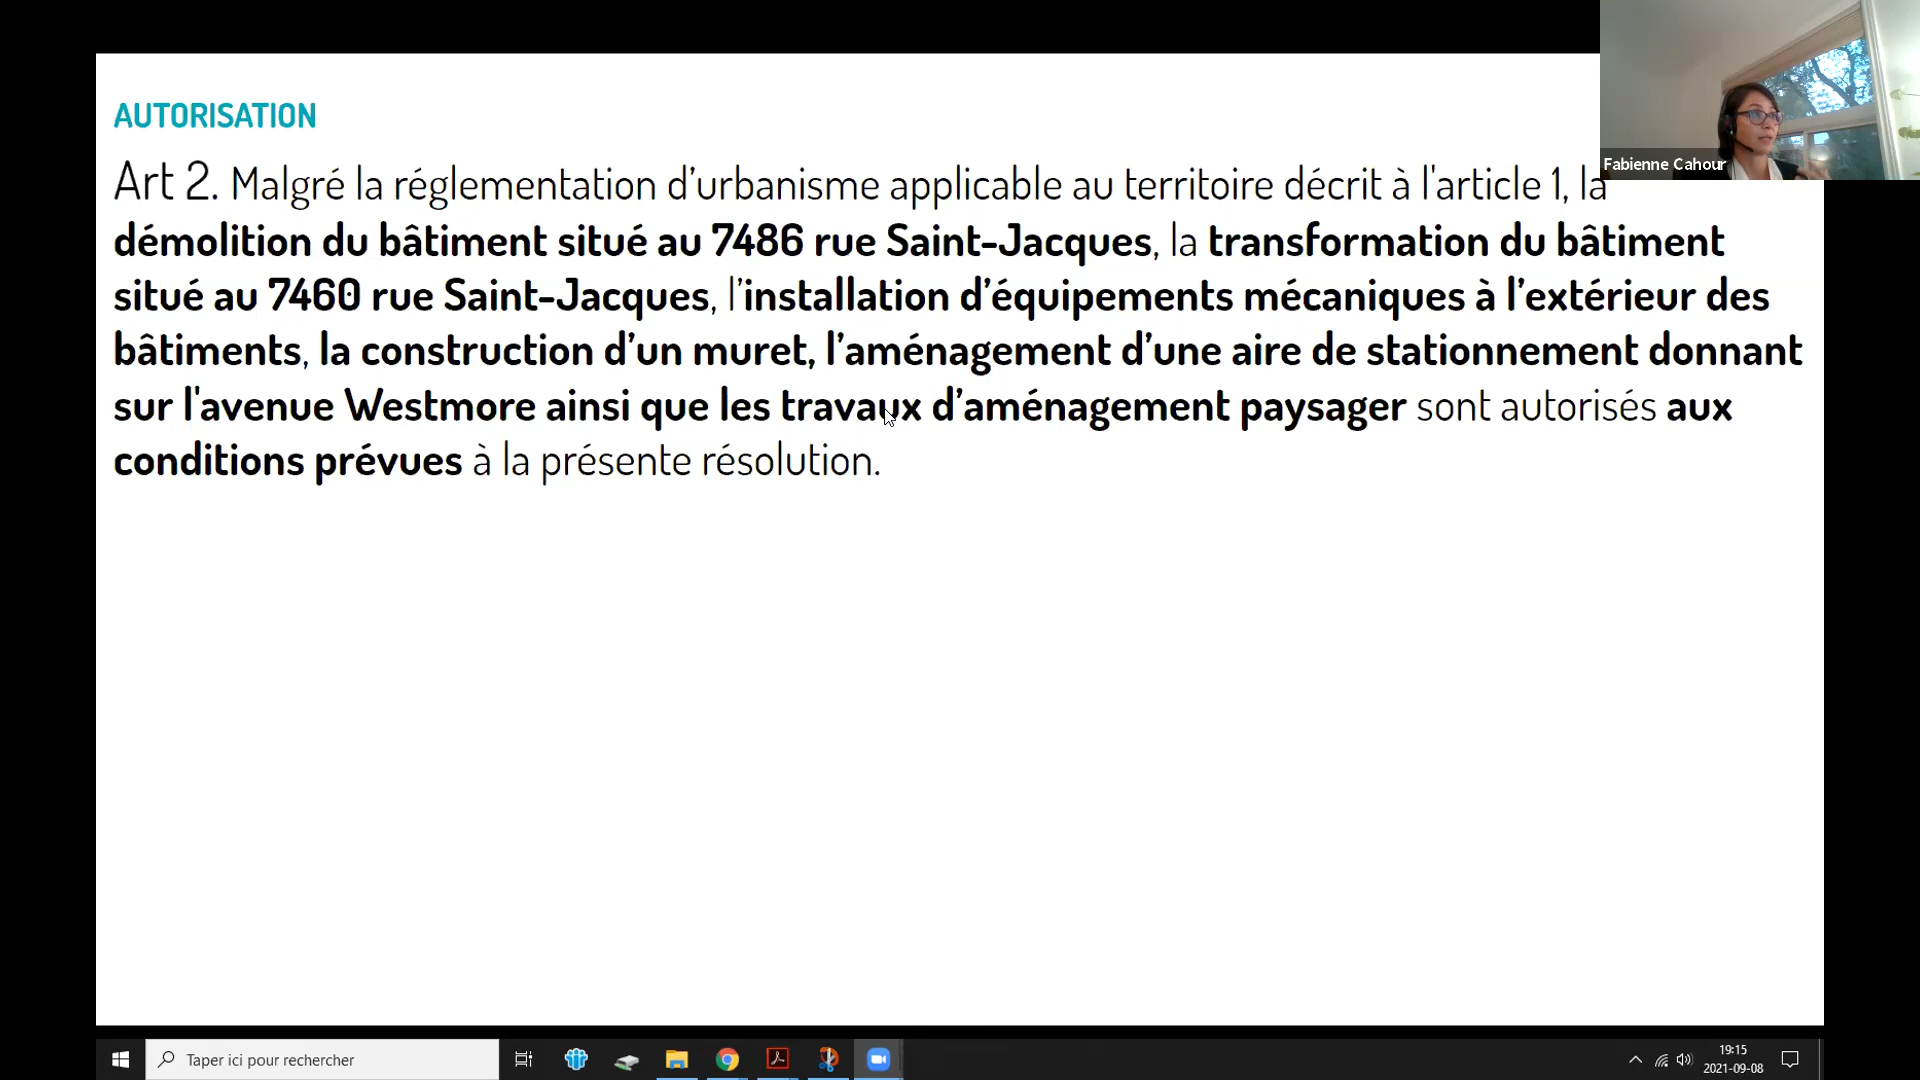 AUTORISATION
Art 2. Malgré la réglementation d’urbanisme applicable au territoire décrit à l'article 1, la
démolition du bâtiment situé au 7486 rue Saint-Jacques, la transformation du bâtiment
situé au 7460 rue Saint-Jacques, l’installation d’équipements mécaniques à l’extérieur des
bâtiments, la construction d’un muret, l’aménagement d’une aire de stationnement donnant
sur l'avenue Westmore ainsi que les travaux d’aménagement paysager sont autorisés aux
conditions prévues à la présente résolution.
Fabienne Cahour
Taper ici pour rechercher
19:15
2021-09-08